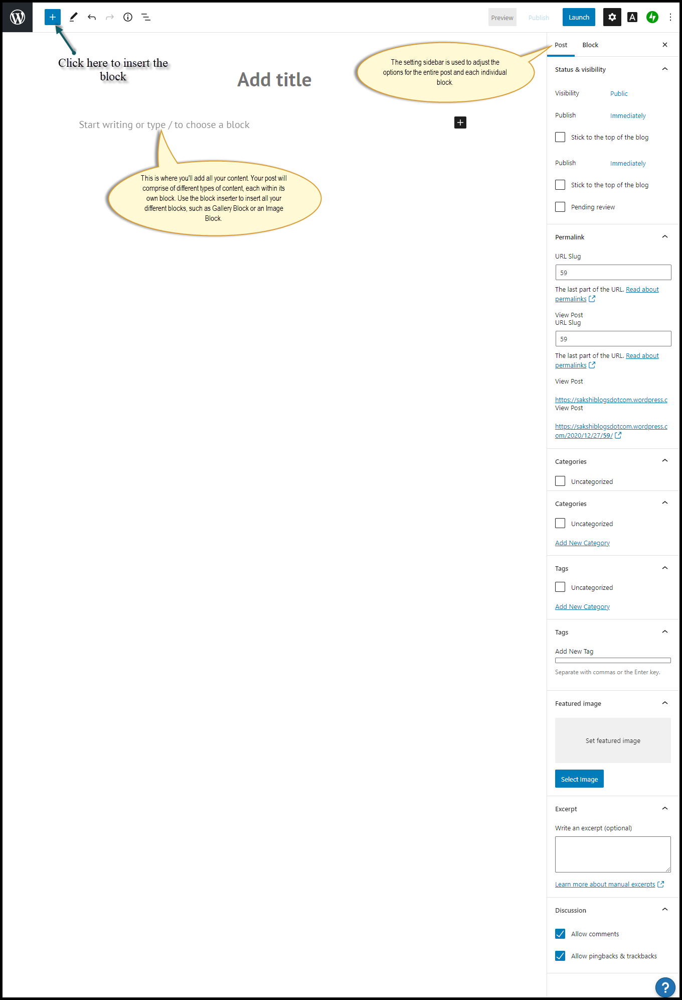 Preview
Publish
Launch
A
Click here to insert the
block
Add title
The setting sidebar is used to adjust the
options for the entire post and each individual
block.
Start writing or type / to choose a block
This is where you'll add all your content. Your post will
comprise of different types of content, each within its
own block. Use the block inserter to insert all your
different blocks, such as Gallery Block or an Image
Block.
Post
Block
Status & visibility
Visibility
Public
Publish
Immediately
Stick to the top of the blog
Publish
Immediately
Stick to the top of the blog
Pending review
Permalink
URL Slug
59
The last part of the URL. Read about
permalinks
View Post
URL Slug
59
The last part of the URL. Read about
permalinks
View Post
https://sakshiblogsdotcom.wordpress.c
View Post
https://sakshiblogsdotcom.wordpress.c
om/2020/12/27/59/
Categories
Uncategorized
Categories
Uncategorized
Add New Category
Tags
Uncategorized
Add New Category
Tags
Add New Tag
Separate with commas or the Enter key.
Featured image
Set featured image
Select Image
Excerpt
Write an excerpt (optional)
Learn more about manual excerpts
Discussion
Allow comments
Allow pingbacks & trackbacks
?